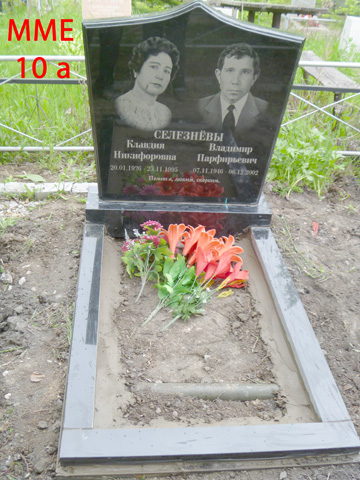 ММЕ
10 а
СЕЛЕЗНЁВЫ
Клавдия Владимир
Никифоровна Парфирьевич
20.01.1926 - 23.11.1995 07.11.1946 - 06.12.2002
Помним, любим, скорбим.